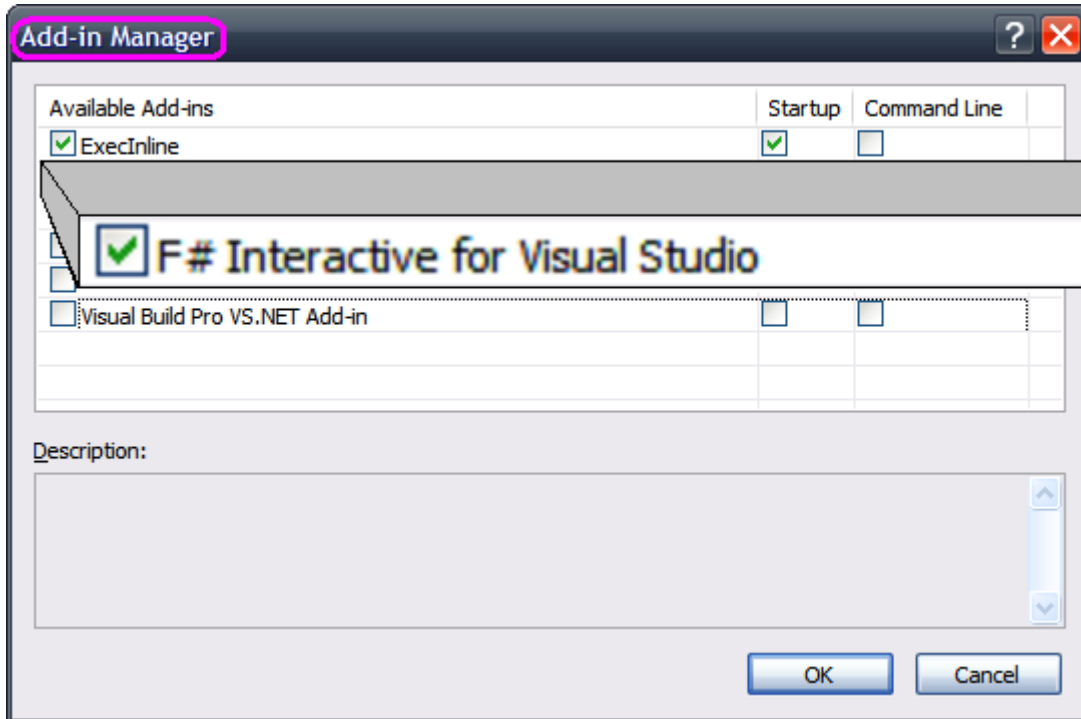 Add-in Manager
Available Add-ins Startup Command Line
ExecInline
F# Interactive for Visual Studio
Visual Build Pro VS.NET Add-in
Description:
OK Cancel